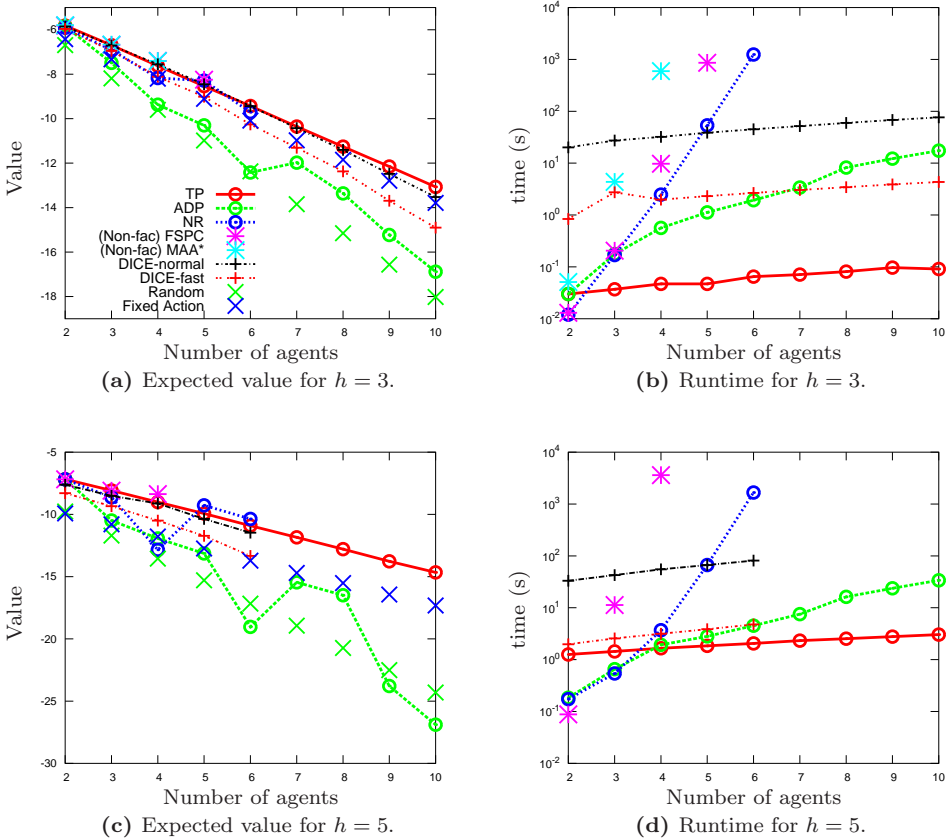 -6
-8
-10
-12
-14
-16
-18
Value
TP
ADP
NR
(Non-fac) FSPC
(Non-fac) MAA*
DICE-normal
DICE-fast
Random
Fixed Action
2 3 4 5 6 7 8 9 10
Number of agents
(a) Expected value for h = 3.
10^4
10^3
10^2
10^1
10^0
10^-1
10^-2
time (s)
2 3 4 5 6 7 8 9 10
Number of agents
(b) Runtime for h = 3.
-5
-10
-15
-20
-25
-30
Value
2 3 4 5 6 7 8 9 10
Number of agents
(c) Expected value for h = 5.
10^4
10^3
10^2
10^1
10^0
10^-1
10^-2
time (s)
2 3 4 5 6 7 8 9 10
Number of agents
(d) Runtime for h = 5.